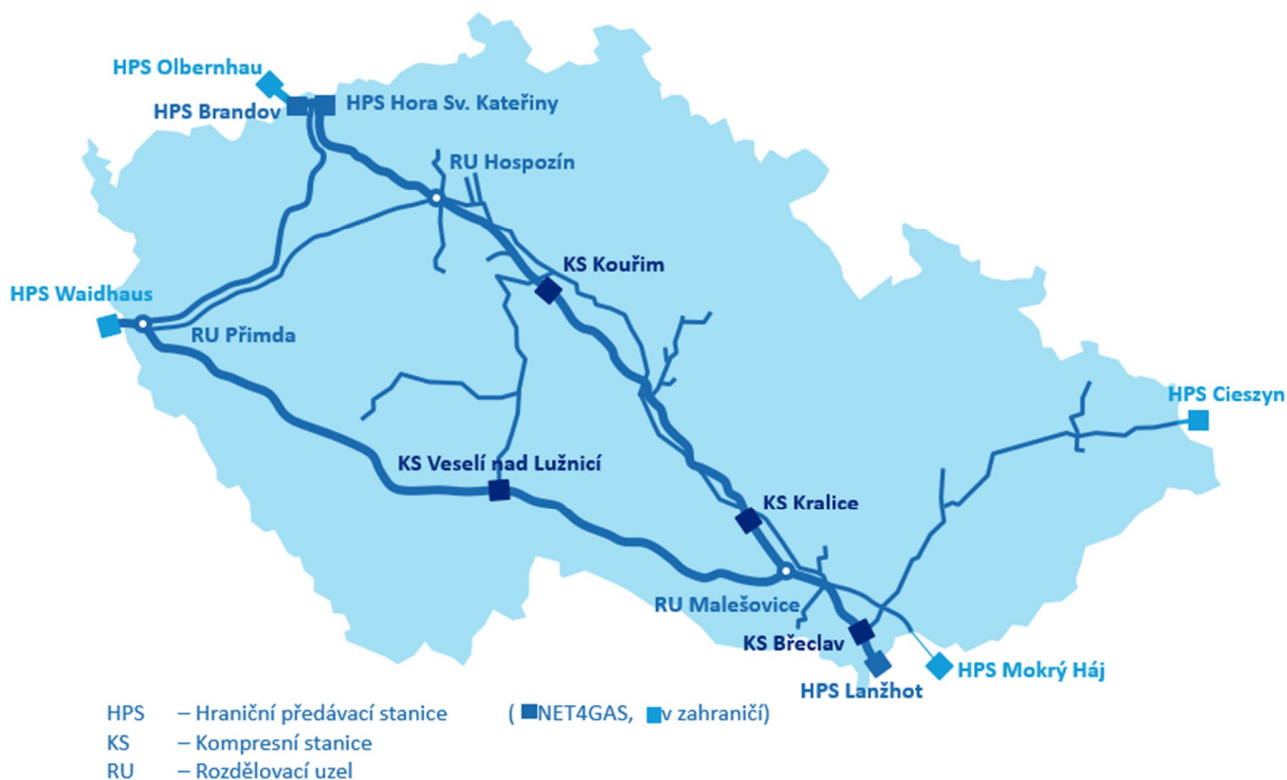 HPS Olbernhau
HPS Brandov
HPS Hora Sv. Kateřiny
RU Hospozín
KS Kouřim
HPS Waidhaus
RU Přimda
HPS Cieszyn
KS Veselí nad Lužnicí
KS Kralice
RU Malešovice
KS Břeclav
HPS Mokrý Háj
HPS Lanžhot
HPS – Hraniční předávací stanice ( NET4GAS, v zahraničí)
KS – Kompresní stanice
RU – Rozdělovací uzel